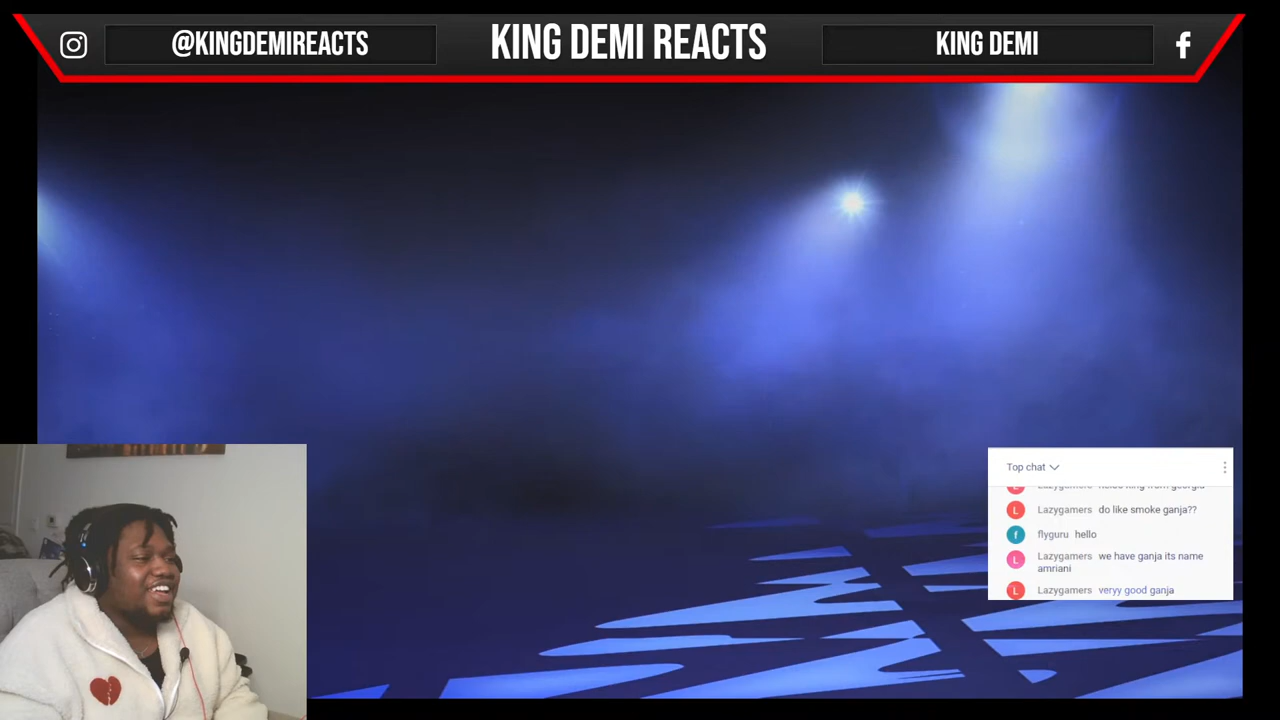 @KINGDEMIREACTS
KING DEMI REACTS
KING DEMI
Top chat
Lazygamers do like smoke ganja??
flyguru hello
Lazygamers we have ganja its name
amriani
Lazygamers veryy good ganja